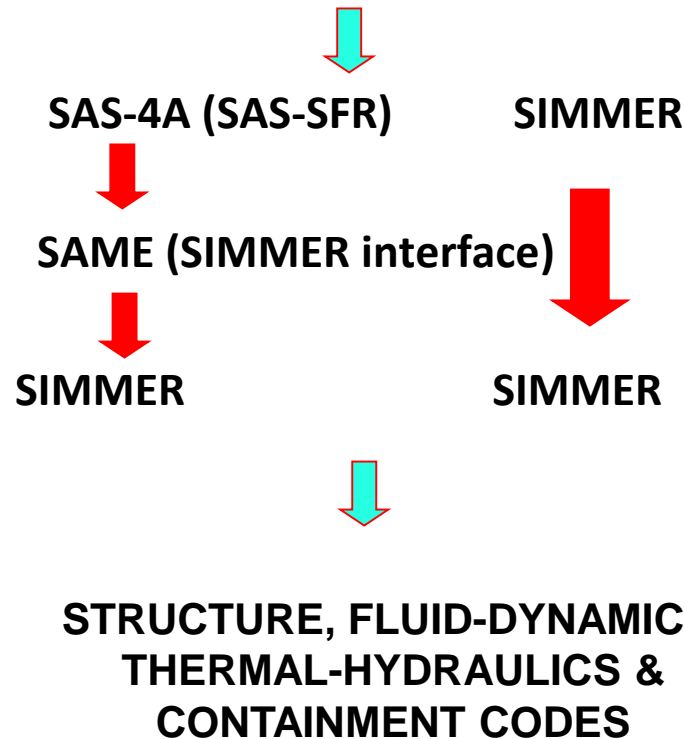 SAS-4A (SAS-SFR) SIMMER
SAME (SIMMER interface)
SIMMER SIMMER
STRUCTURE, FLUID-DYNAMIC
THERMAL-HYDRAULICS &
CONTAINMENT CODES